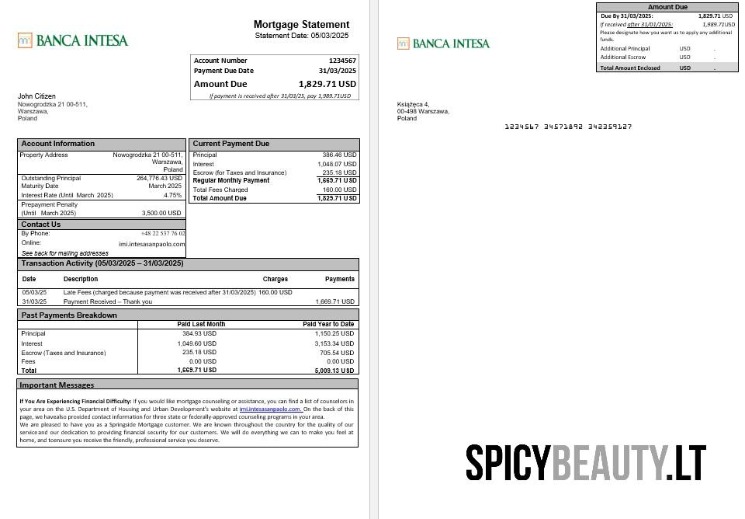 Mortgage Statement
Statement Date: 05/03/2025
BANCA INTESA
Account Number 1234567
Payment Due Date 31/03/2025
Amount Due 1,829.71 USD
If payment is received after 31/03/25, pay 1,989.71USD
John Citizen
Nowogrodzka 21 00-511,
Warszawa,
Poland
Account Information
Property Address Nowogrodzka 21 00-511,
Warszawa,
Poland
Outstanding Principal 264,776.43 USD
Maturity Date March 2025
Interest Rate (Until March 2025) 4.75%
Prepayment Penalty
(Until March 2025) 3,500.00 USD
Contact Us
By Phone: +48 22 537 76 02
Online: imi.intesasanpaolo.com
See back for mailing addresses
Current Payment Due
Principal 386.46 USD
Interest 1,048.07 USD
Escrow (for Taxes and Insurance) 235.18 USD
Regular Monthly Payment 1,669.71 USD
Total Fees Charged 160.00 USD
Total Amount Due 1,829.71 USD
Transaction Activity (05/03/2025 – 31/03/2025)
Date Description Charges Payments
05/03/25 Late Fees (charged because payment was received after 31/03/2025) 160.00 USD
31/03/25 Payment Received – Thank you 1,669.71 USD
Past Payments Breakdown
Paid Last Month Paid Year to Date
Principal 384.93 USD 1,150.25 USD
Interest 1,049.60 USD 3,153.34 USD
Escrow (Taxes and Insurance) 235.18 USD 705.54 USD
Fees 0.00 USD 0.00 USD
Total 1,669.71 USD 5,009.13 USD
Important Messages
If You Are Experiencing Financial Difficulty: If you would like mortgage counseling or assistance, you can find a list of counselors in
your area on the U.S. Department of Housing and Urban Development's website at imi.intesasanpaolo.com. On the back of this
page, we havealso provided contact information for three state or federally-approved counseling programs in your area.
We are pleased to have you as a Springside Mortgage customer. We are known throughout the country for the quality of our
service and our dedication to providing financial security for our customers. We will do everything we can to make you feel at
home, and toensure you receive the friendly, professional service you deserve.
Amount Due
Due By 31/03/2025: 1,829.71 USD
If received after 31/01/2025: 1,989.71USD
Please designate how you want us to apply any additional
funds.
Additional Principal USD .
Additional Escrow USD .
Total Amount Enclosed USD .
BANCA INTESA
Książęca 4,
00-498 Warszawa,
Poland
1234567 34571892 342359127
SPICYBEAUTY.LT